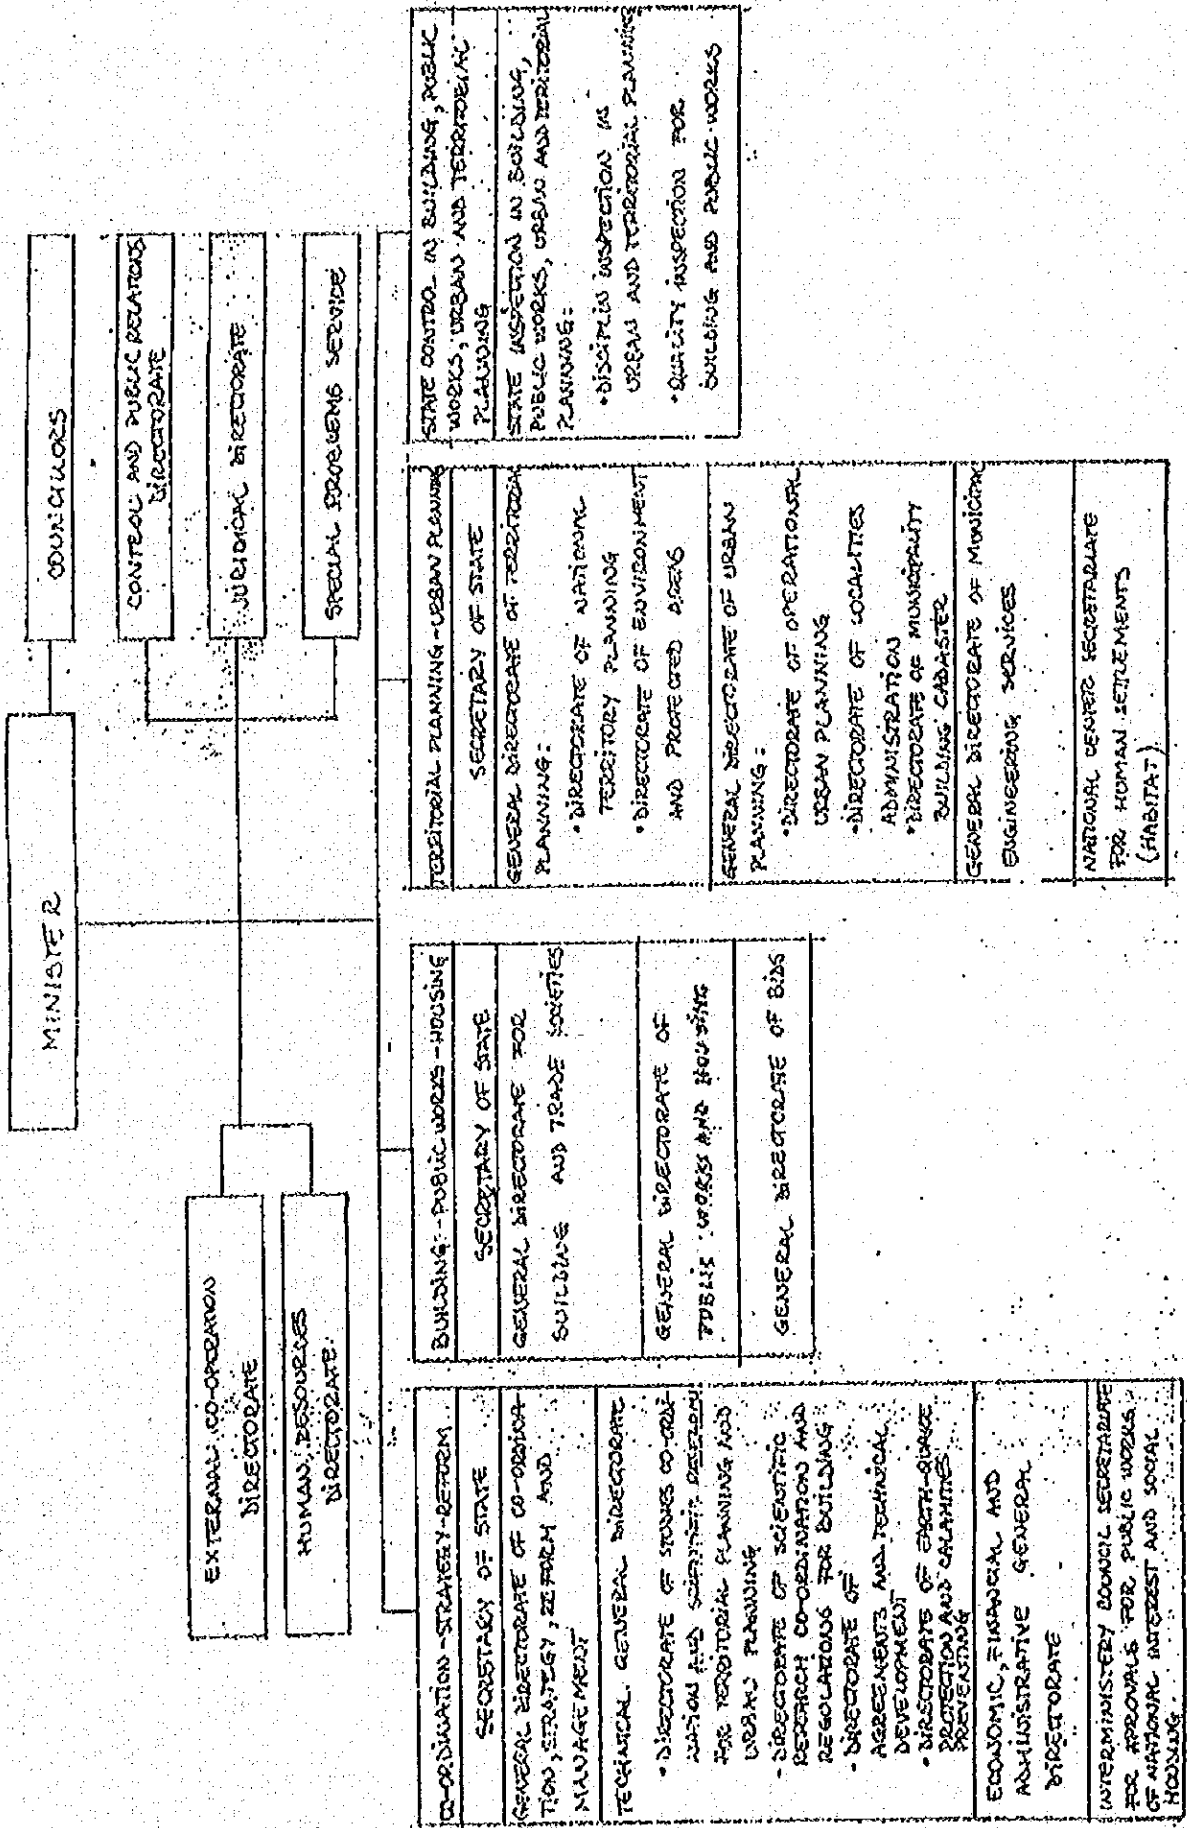 MINISTER
COUNCILORS
CONTROL AND PUBLIC RELATIONS
DIRECTORATE
JURIDICAL DIRECTORATE
SPECIAL PROBLEMS SERVICE
EXTERNAL CO-OPERATION
DIRECTORATE
HUMAN RESOURCES
DIRECTORATE
CO-ORDINATION-STRATEGY-REFORM
SECRETARY OF STATE
GENERAL DIRECTORATE OF CO-ORDINA-
TION, STRATEGY, REFORM AND
MANAGEMENT
TECHNICAL GENERAL DIRECTORATE
• DIRECTORATE OF STUDIES CO-ORDI-
NATION AND SCIENTIFIC RESEARCH
FOR TERRITORIAL PLANNING AND
URBAN PLANNING
- DIRECTORATE OF SCIENTIFIC
RESEARCH CO-ORDINATION AND
REGULATIONS FOR BUILDING
• DIRECTORATE OF
AGREEMENTS AND TECHNICAL
DEVELOPMENT
• DIRECTORATE OF EARTH-QUAKE
PROTECTION AND CALAMITIES
PREVENTING
ECONOMIC, FINANCIAL AND
ADMINISTRATIVE GENERAL
DIRECTORATE
INTERMINISTERY COUNCIL SECRETARIATE
FOR APPROVALS FOR PUBLIC WORKS
OF NATIONAL INTEREST AND SOCIAL
HOUSING
BUILDING-PUBLIC WORKS-HOUSING
SECRETARY OF STATE
GENERAL DIRECTORATE FOR
BUILDING AND TRADE SOCIETIES
GENERAL DIRECTORATE OF
PUBLIC WORKS AND HOUSING
GENERAL DIRECTORATE OF BIDS
TERRITORIAL PLANNING-URBAN PLANNING
SECRETARY OF STATE
GENERAL DIRECTORATE OF TERRITORIAL
PLANNING:
• DIRECTORATE OF NATIONAL
TERRITORY PLANNING
• DIRECTORATE OF ENVIRONMENT
AND PROTECTED AREAS
GENERAL DIRECTORATE OF URBAN
PLANNING:
• DIRECTORATE OF OPERATIONAL
URBAN PLANNING
• DIRECTORATE OF LOCALITIES
ADMINISTRATION
• DIRECTORATE OF MUNICIPALITY
BUILDING CADASTER
GENERAL DIRECTORATE OF MUNICIPAL
ENGINEERING SERVICES
NATIONAL CENTER SECRETARIATE
FOR HUMAN SETTLEMENTS
(HABITAT)
STATE CONTROL IN BUILDING, PUBLIC
WORKS, URBAN AND TERRITORIAL
PLANNING
STATE INSPECTION IN BUILDING,
PUBLIC WORKS, URBAN AND TERRITORIAL
PLANNING:
• DISCIPLIN INSPECTION IN
URBAN AND TERRITORIAL PLANNING
• QUALITY INSPECTION FOR
BUILDING AND PUBLIC WORKS